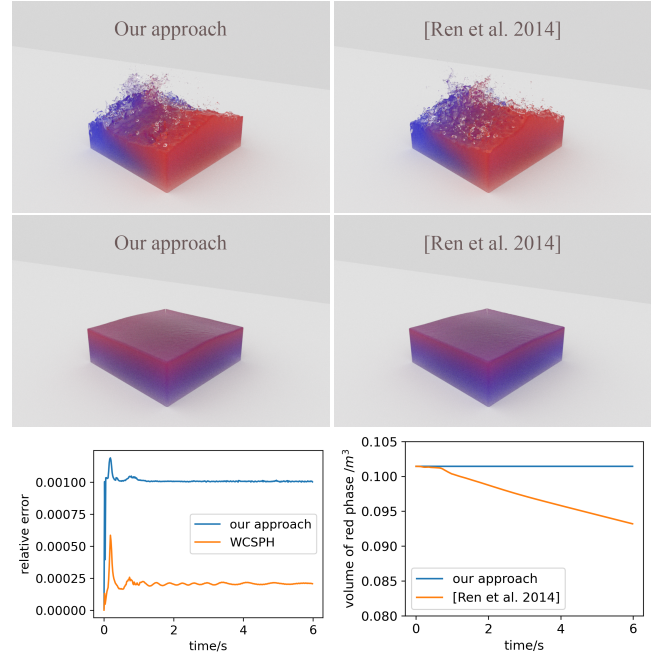 Our approach
[Ren et al. 2014]
Our approach
[Ren et al. 2014]
0.00100
0.00075
0.00050
0.00025
0.00000
relative error
our approach
WCSPH
0
2
4
6
time/s
0.105
0.100
0.095
0.090
0.085
0.080
volume of red phase /m³
our approach
[Ren et al. 2014]
0
2
4
6
time/s